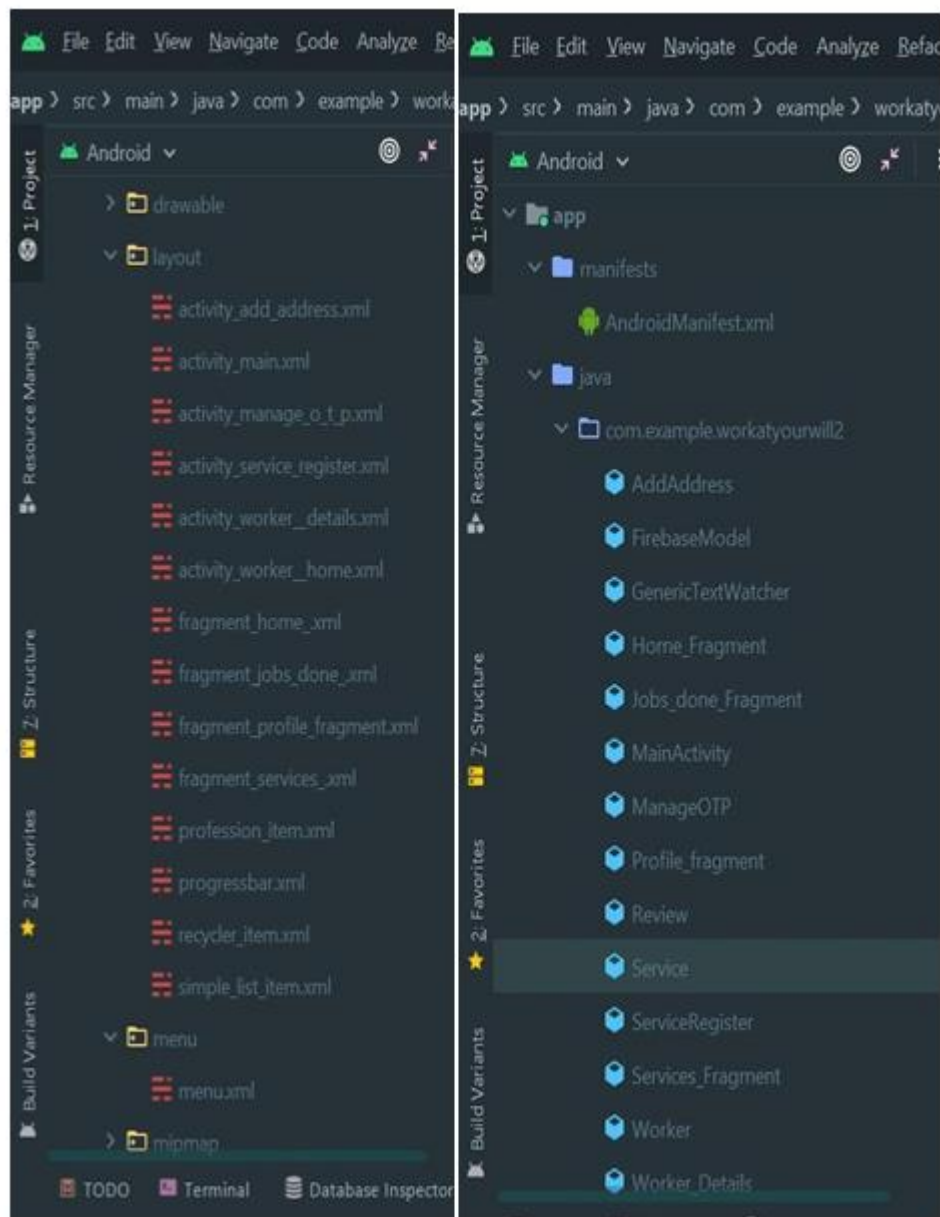 File Edit View Navigate Code Analyze Re
app > src > main > java > com > example > worka
Android
1: Project
drawable
layout
activity_add_address.xml
activity_main.xml
activity_manage_o_t_p.xml
Resource Manager
activity_service_register.xml
activity_worker__details.xml
activity_worker__home.xml
fragment_home_.xml
fragment_jobs_done_.xml
Z: Structure
fragment_profile_fragment.xml
fragment_services_.xml
profession_item.xml
2: Favorites
progressbar.xml
recycler_item.xml
simple_list_item.xml
menu
Build Variants
menu.xml
mipmap
TODO Terminal Database Inspector
File Edit View Navigate Code Analyze Refac
app > src > main > java > com > example > workatyo
Android
1: Project
app
manifests
AndroidManifest.xml
java
Resource Manager
com.example.workatyourwill2
AddAddress
FirebaseModel
GenericTextWatcher
Home_Fragment
Jobs_done_Fragment
Z: Structure
MainActivity
ManageOTP
Profile_fragment
2: Favorites
Review
Service
ServiceRegister
Build Variants
Services_Fragment
Worker
Worker_Details